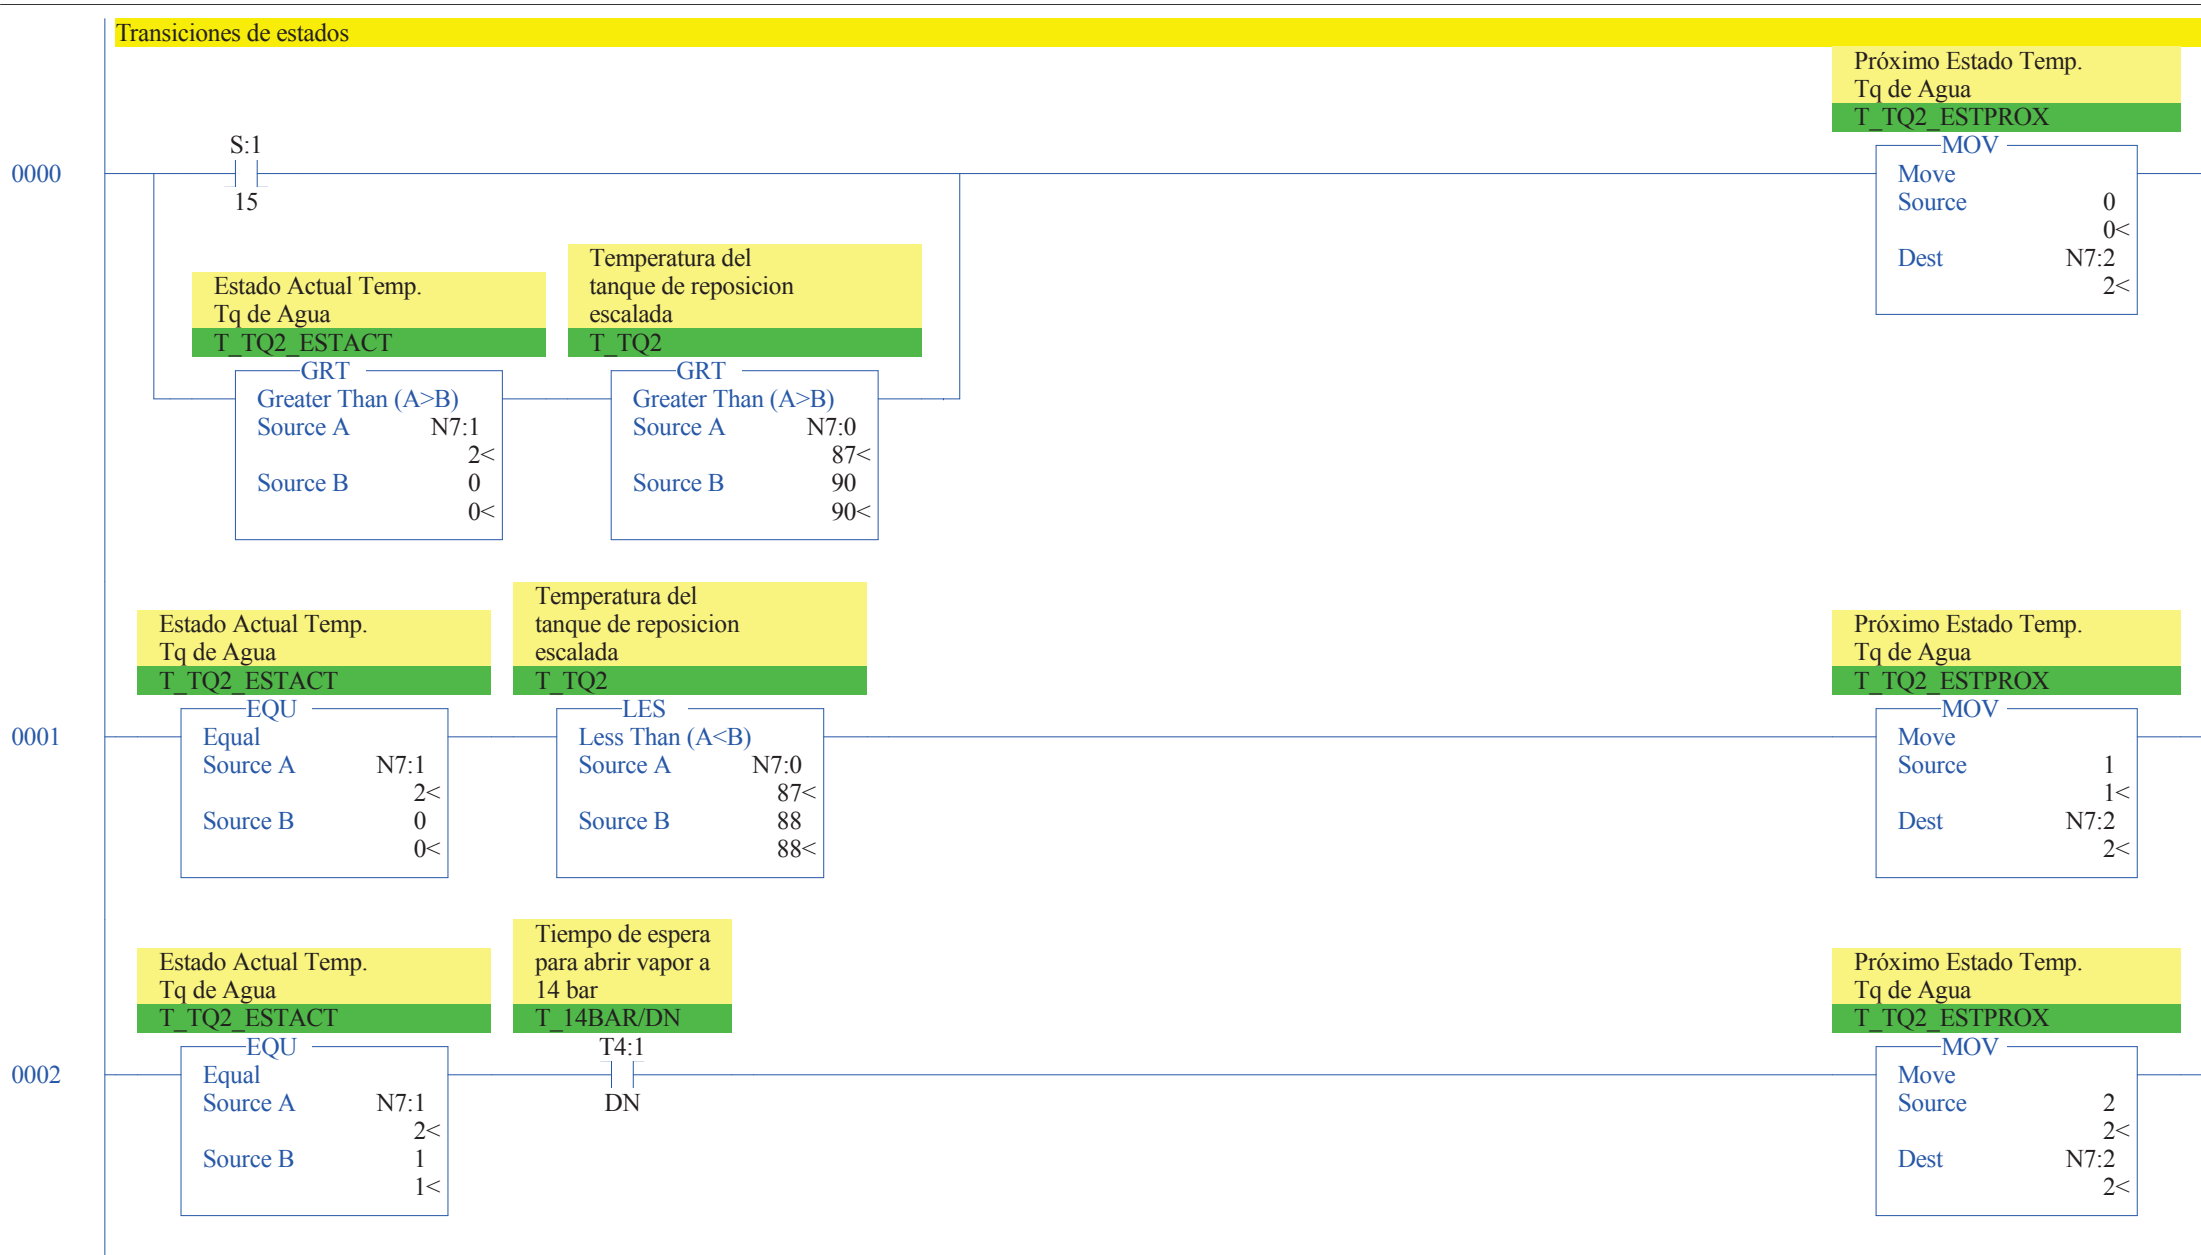 Transiciones de estados
Próximo Estado Temp.
Tq de Agua
T_TQ2_ESTPROX
0000
S:1
15
MOV
Move
Source 0
0<
Dest N7:2
2<
Estado Actual Temp.
Tq de Agua
T_TQ2_ESTACT
GRT
Greater Than (A>B)
Source A N7:1
2<
Source B 0
0<
Temperatura del
tanque de reposicion
escalada
T_TQ2
GRT
Greater Than (A>B)
Source A N7:0
87<
Source B 90
90<
0001
Estado Actual Temp.
Tq de Agua
T_TQ2_ESTACT
EQU
Equal
Source A N7:1
2<
Source B 0
0<
Temperatura del
tanque de reposicion
escalada
T_TQ2
LES
Less Than (A<B)
Source A N7:0
87<
Source B 88
88<
Próximo Estado Temp.
Tq de Agua
T_TQ2_ESTPROX
MOV
Move
Source 1
1<
Dest N7:2
2<
0002
Estado Actual Temp.
Tq de Agua
T_TQ2_ESTACT
EQU
Equal
Source A N7:1
2<
Source B 1
1<
Tiempo de espera
para abrir vapor a
14 bar
T_14BAR/DN
T4:1
DN
Próximo Estado Temp.
Tq de Agua
T_TQ2_ESTPROX
MOV
Move
Source 2
2<
Dest N7:2
2<